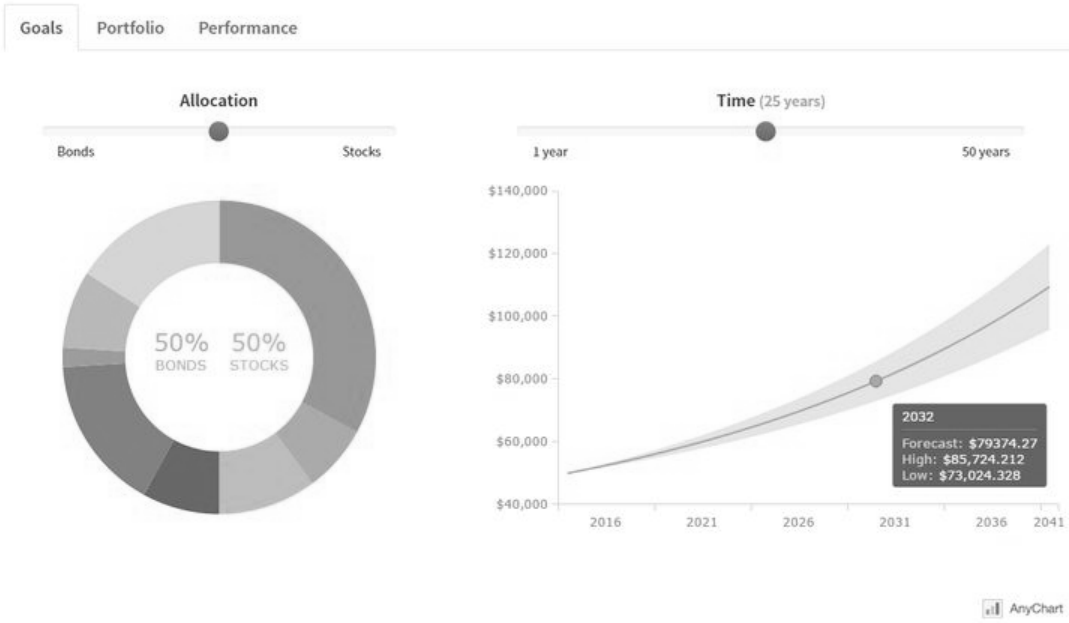 Goals Portfolio Performance
Allocation
Bonds Stocks
50% 50%
BONDS STOCKS
Time (25 years)
1 year 50 years
$140,000
$120,000
$100,000
$80,000
$60,000
$40,000
2016 2021 2026 2031 2036 2041
2032
Forecast: $79374.27
High: $85,724.212
Low: $73,024.328
AnyChart